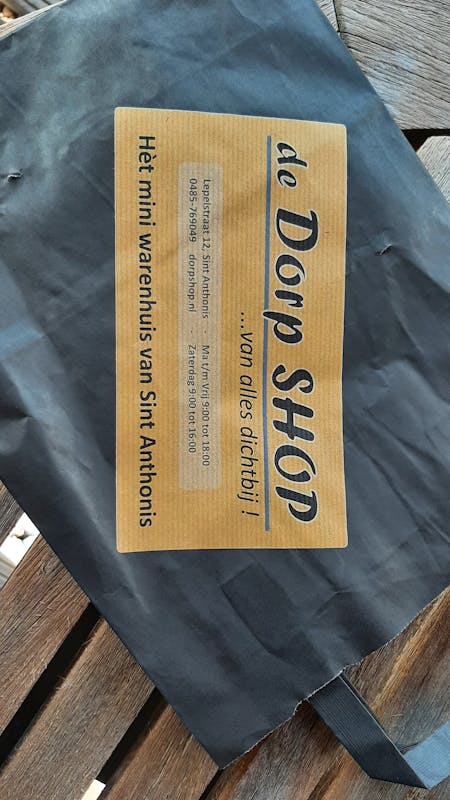 de Dorp SHOP
...van alles dichtbij !
Lepelstraat 12, Sint Anthonis - Ma t/m Vrij 9:00 tot 18:00
0485-769049 dorpshop.nl - Zaterdag 9:00 tot 16:00
Hèt mini warenhuis van Sint Anthonis